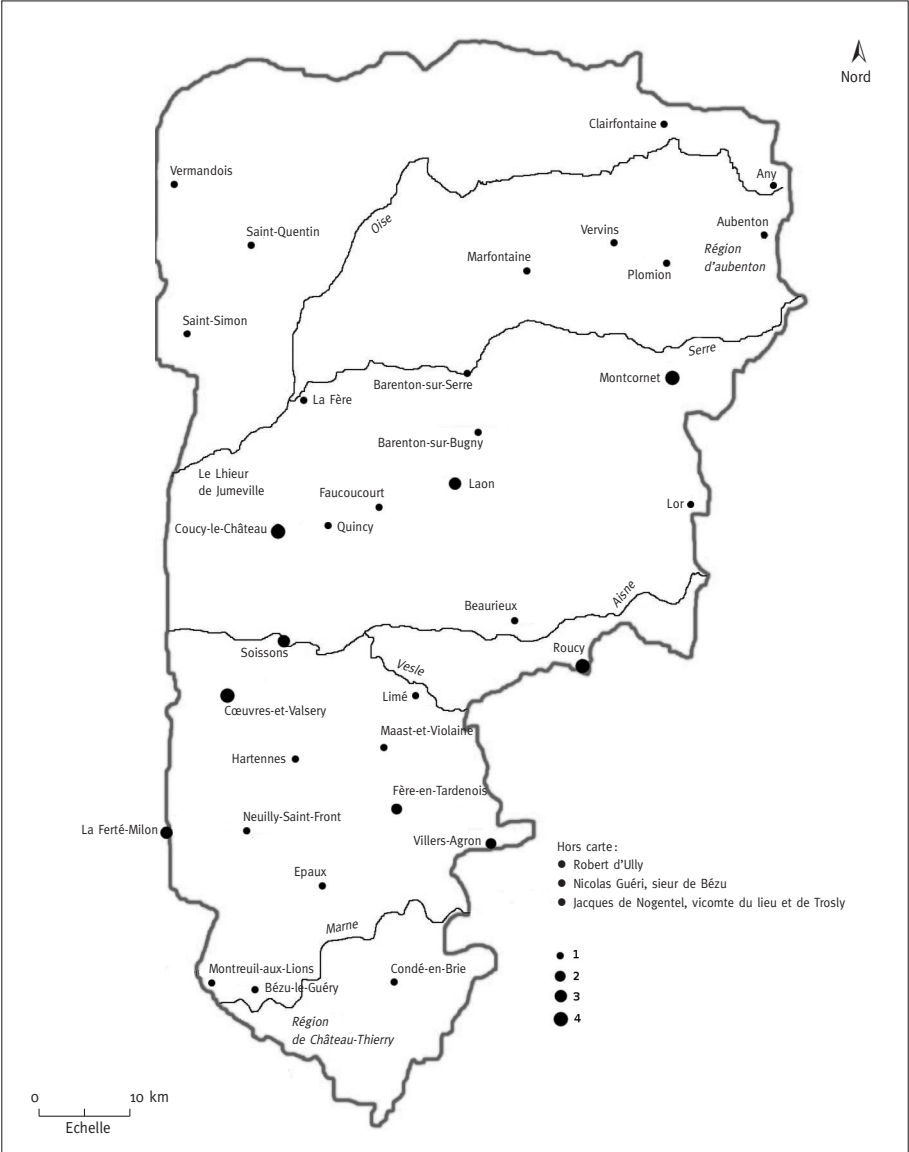 Nord
Clairfontaine
Vermandois
Any
Saint-Quentin
Oise
Aubenton
Vervins
Marfontaine
Région
d'aubenton
Plomion
Saint-Simon
Serre
Barenton-sur-Serre
Montcornet
La Fère
Barenton-sur-Bugny
Le Lhieur
de Jumeville
Laon
Faucoucourt
Lor
Coucy-le-Château
Quincy
Aisne
Beaurieux
Soissons
Roucy
Vesle
Limé
Cœuvres-et-Valsery
Maast-et-Violaine
Hartennes
Fère-en-Tardenois
Neuilly-Saint-Front
La Ferté-Milon
Villers-Agron
Hors carte :
Robert d'Ully
Nicolas Guéri, sieur de Bézu
Jacques de Nogentel, vicomte du lieu et de Trosly
Epaux
Marne
1
2
3
4
Montreuil-aux-Lions
Condé-en-Brie
Bézu-le-Guéry
Région
de Château-Thierry
0 10 km
Echelle